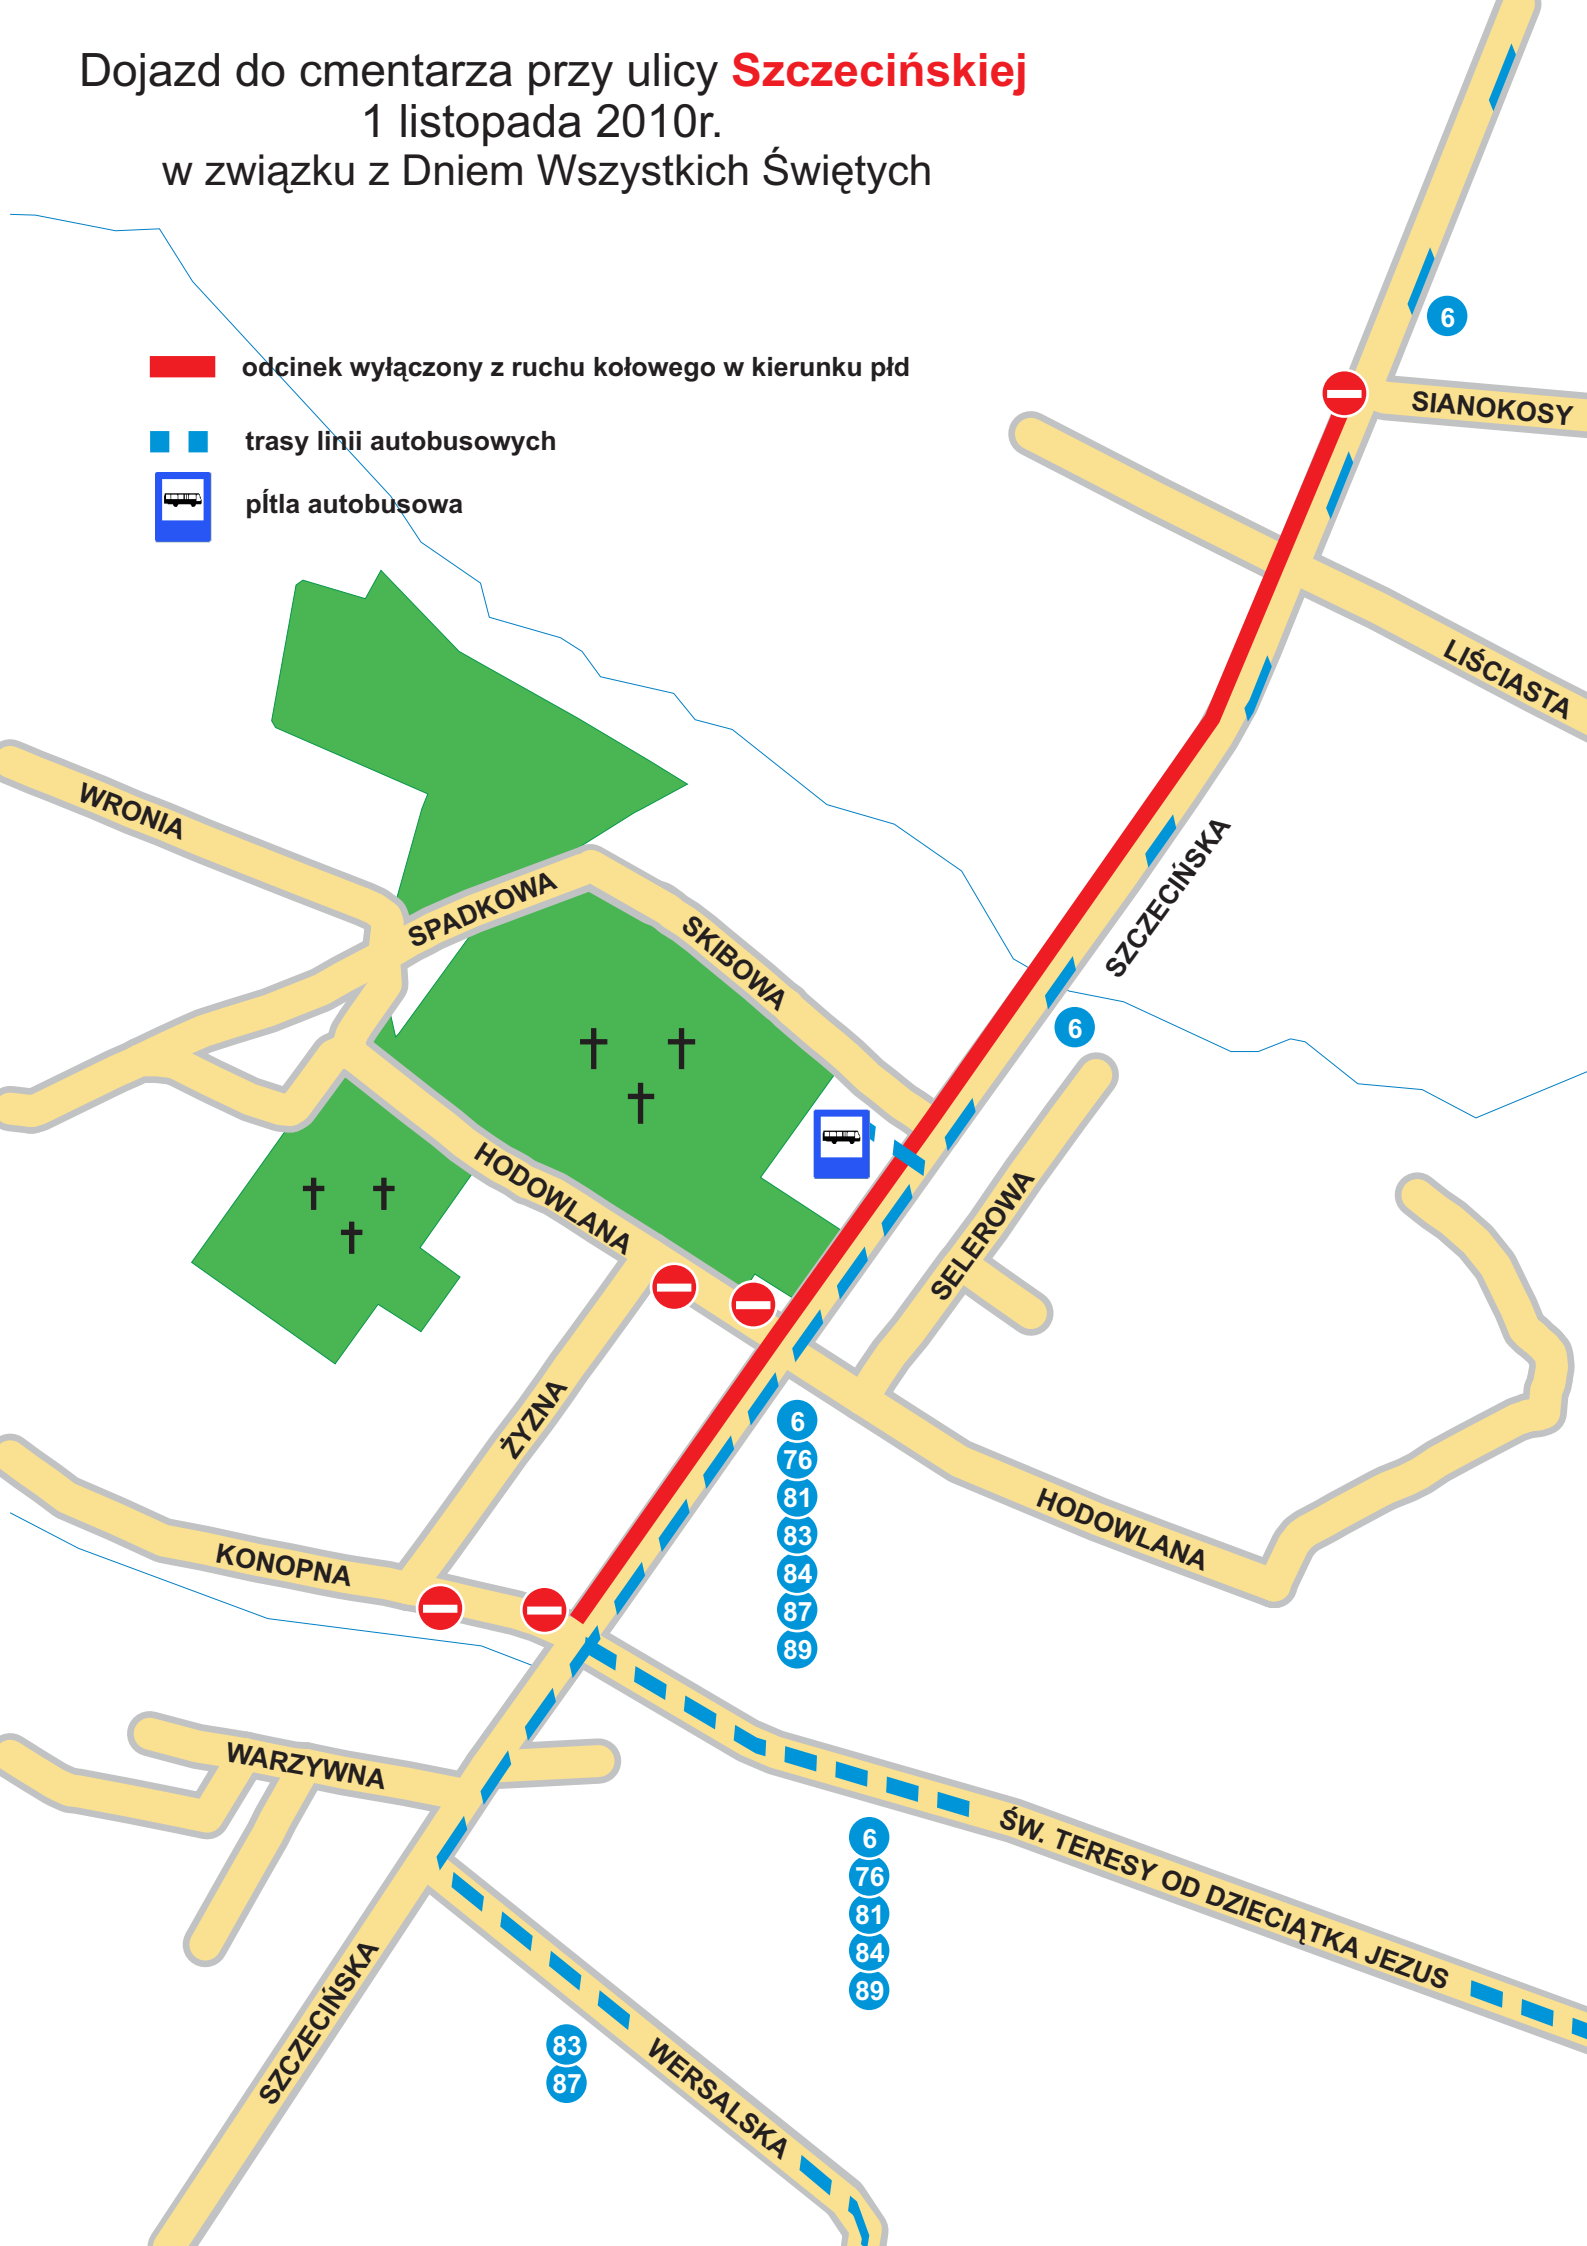 Dojazd do cmentarza przy ulicy Szczecińskiej
1 listopada 2010r.
w związku z Dniem Wszystkich Świętych
odcinek wyłączony z ruchu kołowego w kierunku płd
trasy linii autobusowych
pĺtla autobusowa
6
SIANOKOSY
LIŚCIASTA
WRONIA
SPADKOWA
SKIBOWA
SZCZECIŃSKA
6
HODOWLANA
SELEROWA
ŻYZNA
6
76
81
83
84
87
89
HODOWLANA
KONOPNA
WARZYWNA
6
76
81
84
89
ŚW. TERESY OD DZIECIĄTKA JEZUS
SZCZECIŃSKA
83
87
WERSALSKA